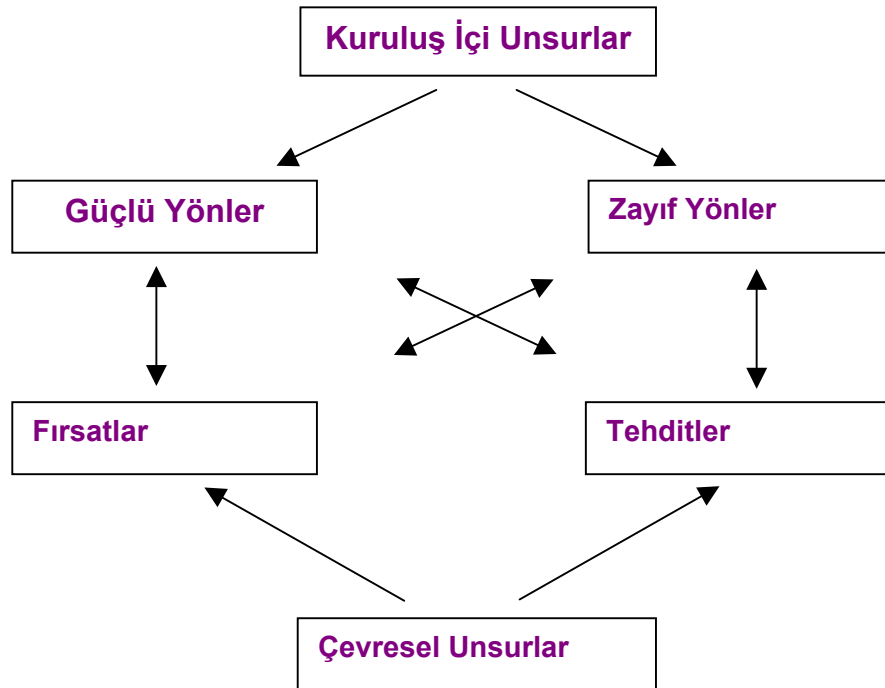 Kuruluş İçi Unsurlar
Güçlü Yönler
Zayıf Yönler
Fırsatlar
Tehditler
Çevresel Unsurlar